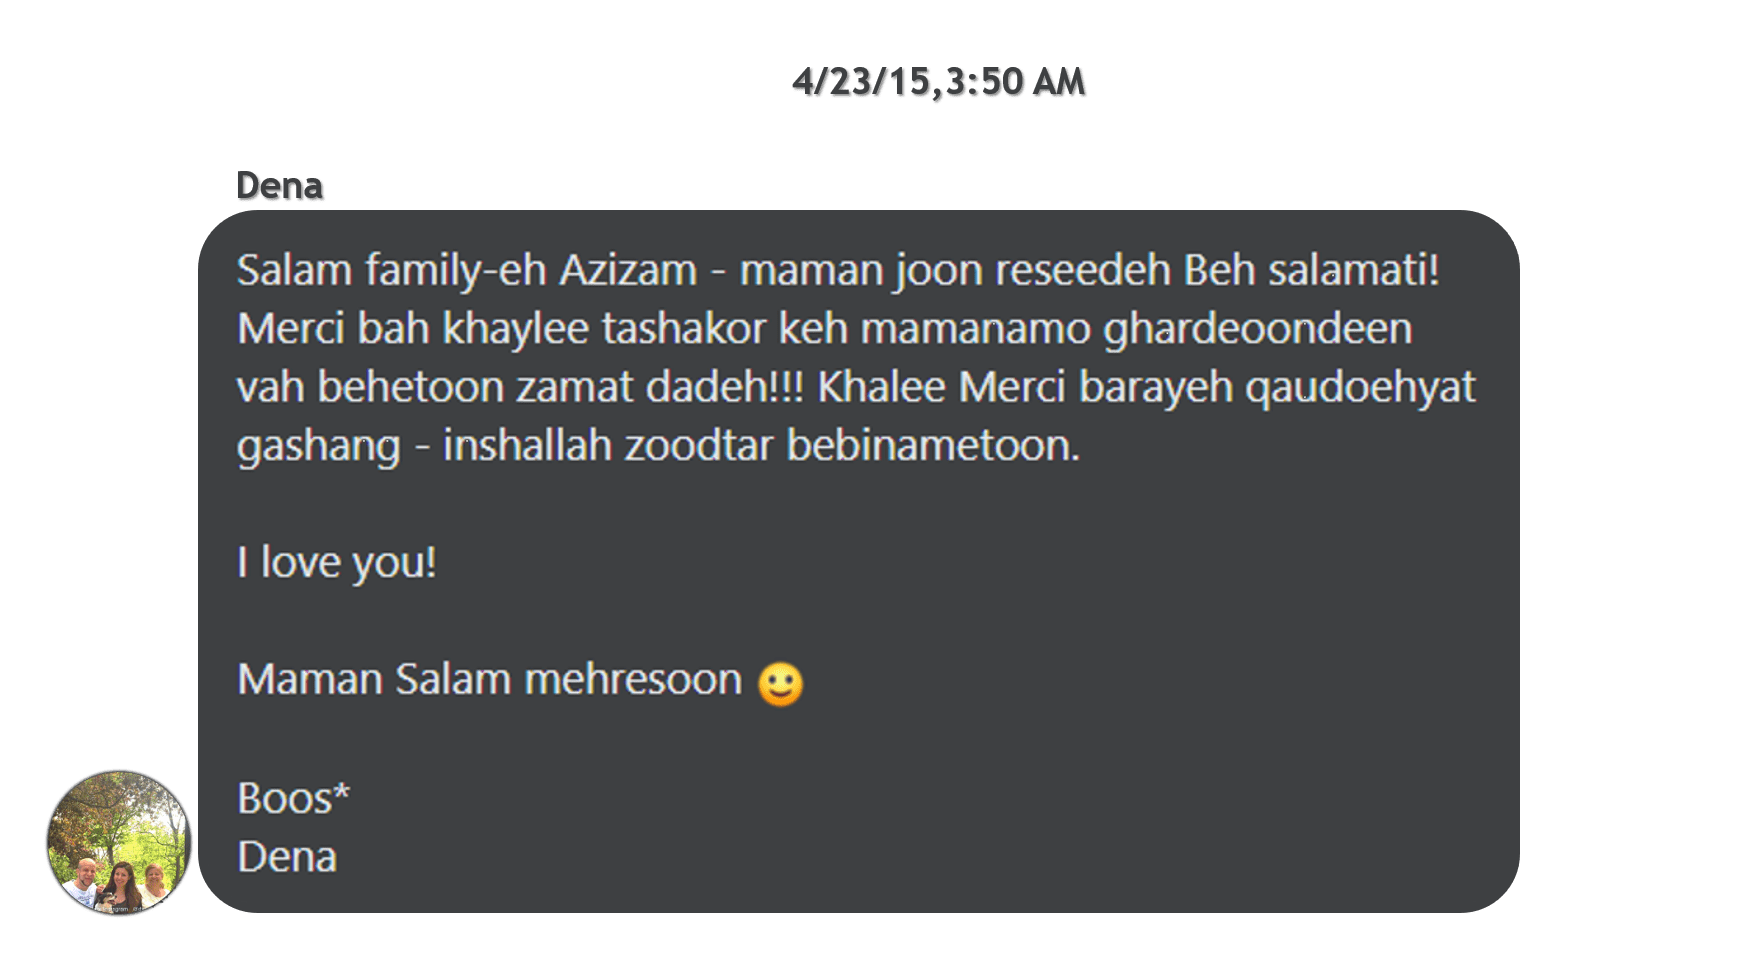 4/23/15,3:50 AM
Dena
Salam family-eh Azizam - maman joon reseedeh Beh salamati!
Merci bah khaylee tashakor keh mamanamo ghardeoondeen
vah behetoon zamat dadeh!!! Khalee Merci barayeh qaudoehyat
gashang - inshallah zoodtar bebinametoon.
I love you!
Maman Salam mehresoon 🙂
Boos*
Dena